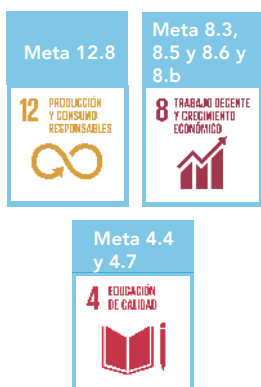 Meta 12.8
12 PRODUCCIÓN
Y CONSUMO
RESPONSABLES
Meta 8.3,
8.5 y 8.6 y
8.b
8 TRABAJO DECENTE
Y CRECIMIENTO
ECONÓMICO
Meta 4.4
y 4.7
4 EDUCACIÓN
DE CALIDAD